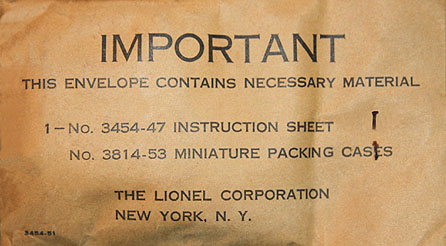 IMPORTANT
THIS ENVELOPE CONTAINS NECESSARY MATERIAL
1 – No. 3454-47 INSTRUCTION SHEET
No. 3814-53 MINIATURE PACKING CASES
THE LIONEL CORPORATION
NEW YORK, N. Y.
3454-51